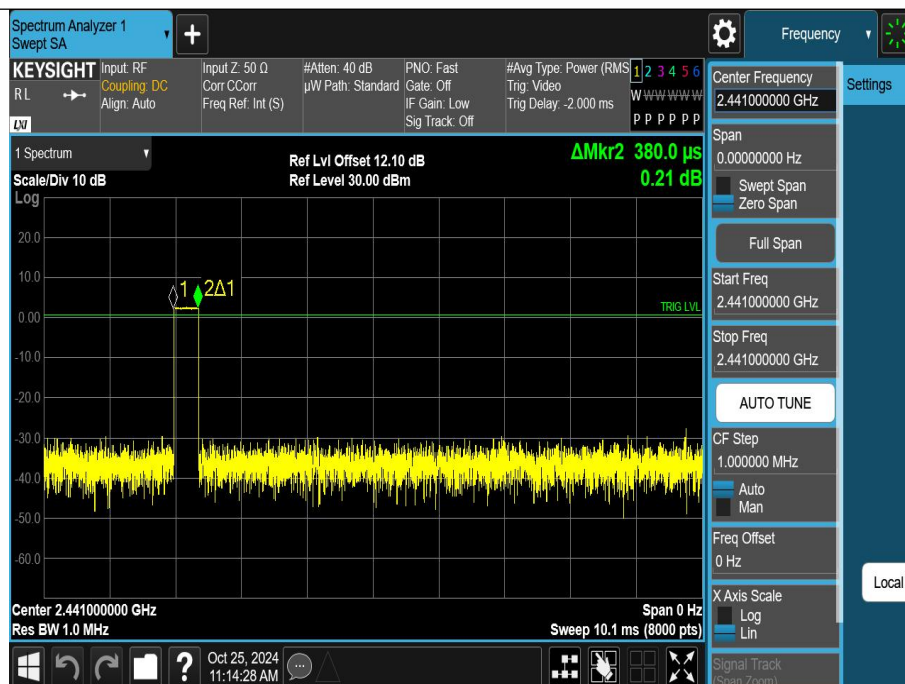 Spectrum Analyzer 1
Swept SA
+
Frequency
KEYSIGHT
RL
LXI
Input: RF
Coupling: DC
Align: Auto
Input Z: 50 Ω
Corr CCorr
Freq Ref: Int (S)
#Atten: 40 dB
µW Path: Standard
PNO: Fast
Gate: Off
IF Gain: Low
Sig Track: Off
#Avg Type: Power (RMS
Trig: Video
Trig Delay: -2.000 ms
1 2 3 4 5 6
W W W W W W
P P P P P P
1 Spectrum
Scale/Div 10 dB
Ref Lvl Offset 12.10 dB
Ref Level 30.00 dBm
ΔMkr2 380.0 µs
0.21 dB
Log
20.0
10.0
0.00
-10.0
-20.0
-30.0
-40.0
-50.0
-60.0
1
2Δ1
TRIG LVL
Center 2.441000000 GHz
Res BW 1.0 MHz
Span 0 Hz
Sweep 10.1 ms (8000 pts)
Center Frequency
2.441000000 GHz
Settings
Span
0.00000000 Hz
Swept Span
Zero Span
Full Span
Start Freq
2.441000000 GHz
Stop Freq
2.441000000 GHz
AUTO TUNE
CF Step
1.000000 MHz
Auto
Man
Freq Offset
0 Hz
Local
X Axis Scale
Log
Lin
Signal Track
(Span Zoom)
?
Oct 25, 2024
11:14:28 AM